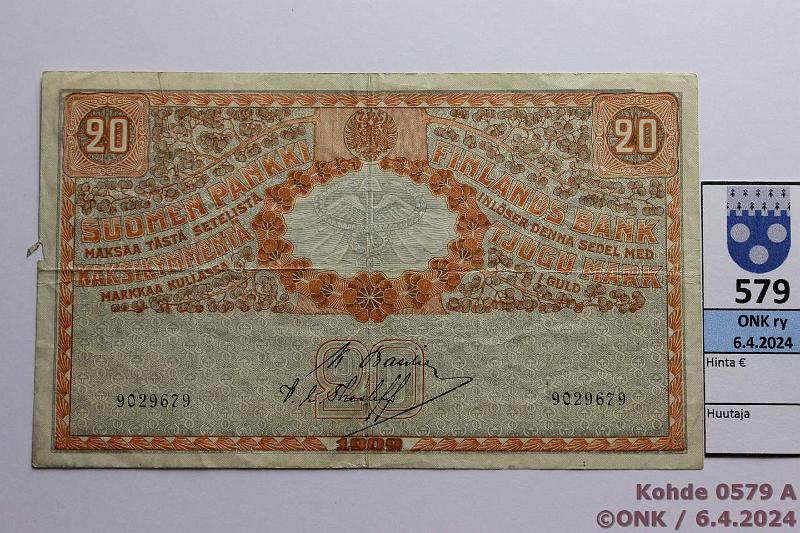 20
20
SUOMEN PANKKI
MAKSAA TÄSTÄ SETELISTÄ
KAKSIKYMMENTÄ
MARKKAA KULLASSA
FINLANDS BANK
INLÖSER DENNA SEDEL MED
TJUGU MARK
I GULD
20
9029679
9029679
1909
579
ONK ry
6.4.2024
Hinta €
Huutaja
Kohde 0579 A
©ONK / 6.4.2024